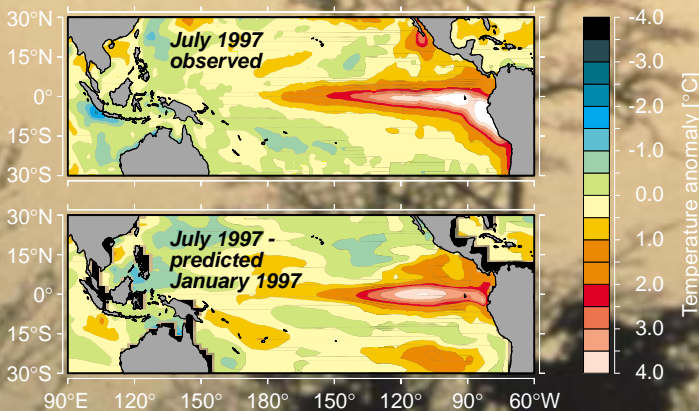 30°N
July 1997
observed
15°N
0°
15°S
30°S
30°N
July 1997 -
predicted
January 1997
15°N
0°
15°S
30°S
90°E 120° 150° 180° 150° 120° 90° 60°W
-4.0
-3.0
-2.0
-1.0
0.0
1.0
2.0
3.0
4.0
Temperature anomaly [°C]